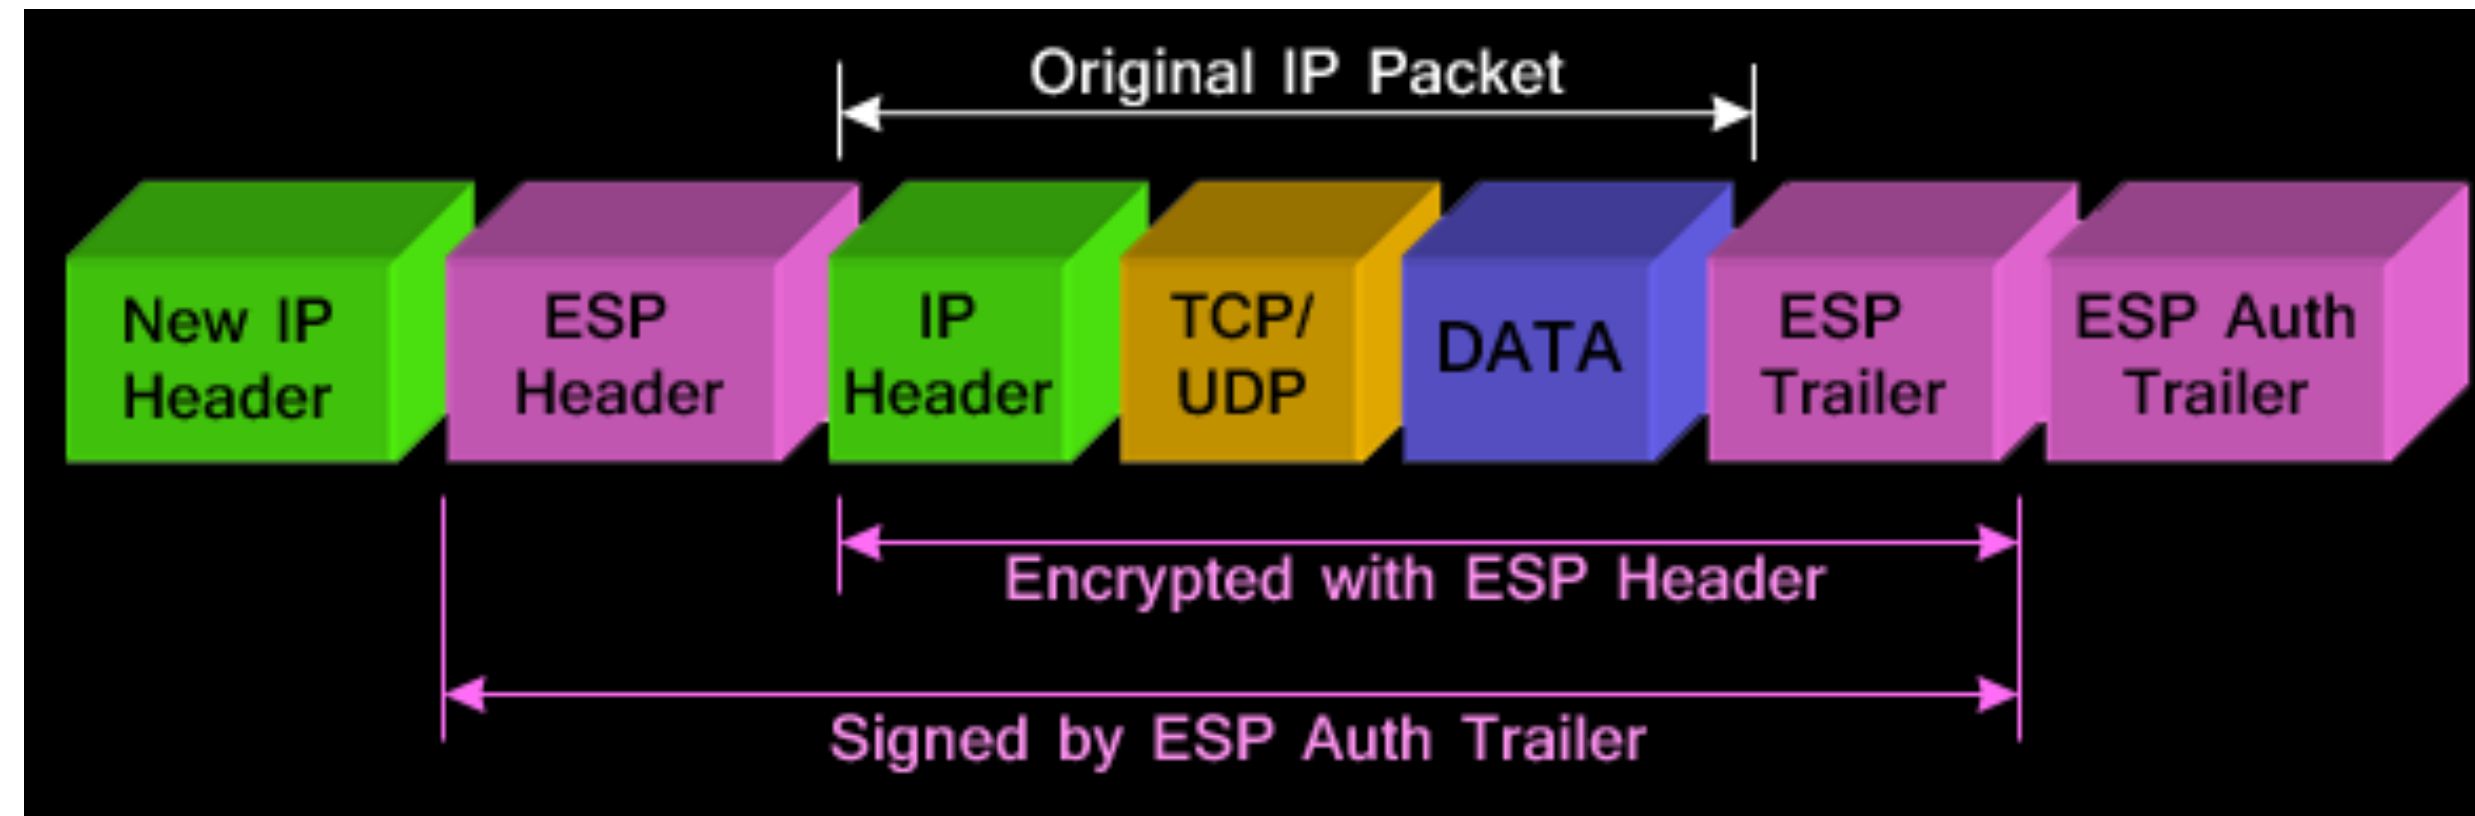 Original IP Packet
New IP
Header
ESP
Header
IP
Header
TCP/
UDP
DATA
ESP
Trailer
ESP Auth
Trailer
Encrypted with ESP Header
Signed by ESP Auth Trailer